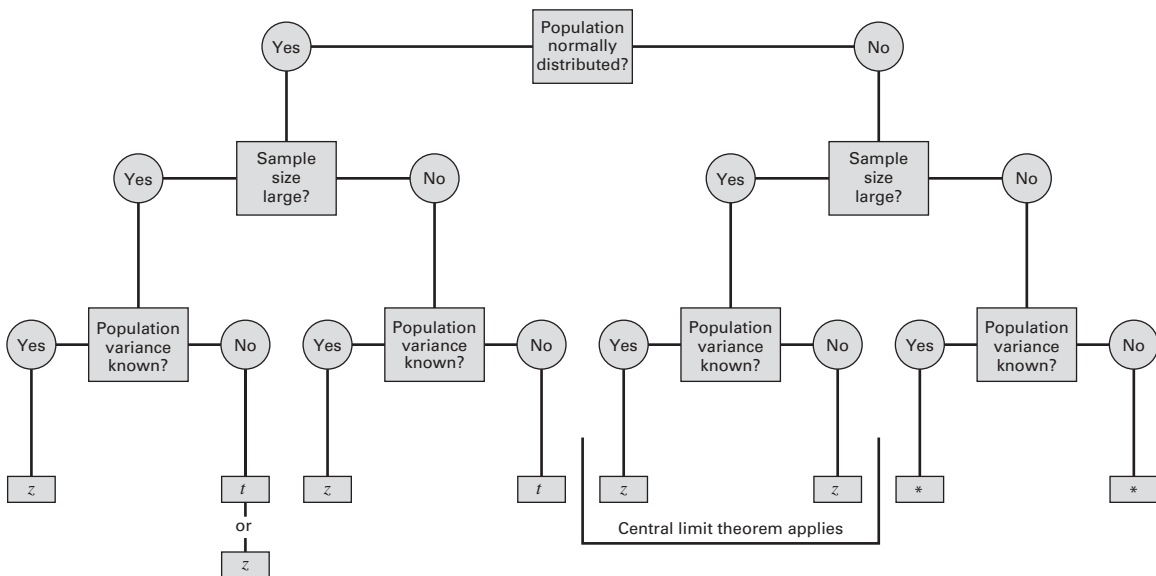 Population
normally
distributed?
Yes
No
Sample
size
large?
Yes
No
Sample
size
large?
Yes
No
Population
variance
known?
Yes
No
Population
variance
known?
Yes
No
Population
variance
known?
Yes
No
Population
variance
known?
Yes
No
z
t
or
z
z
t
z
z
Central limit theorem applies
*
*